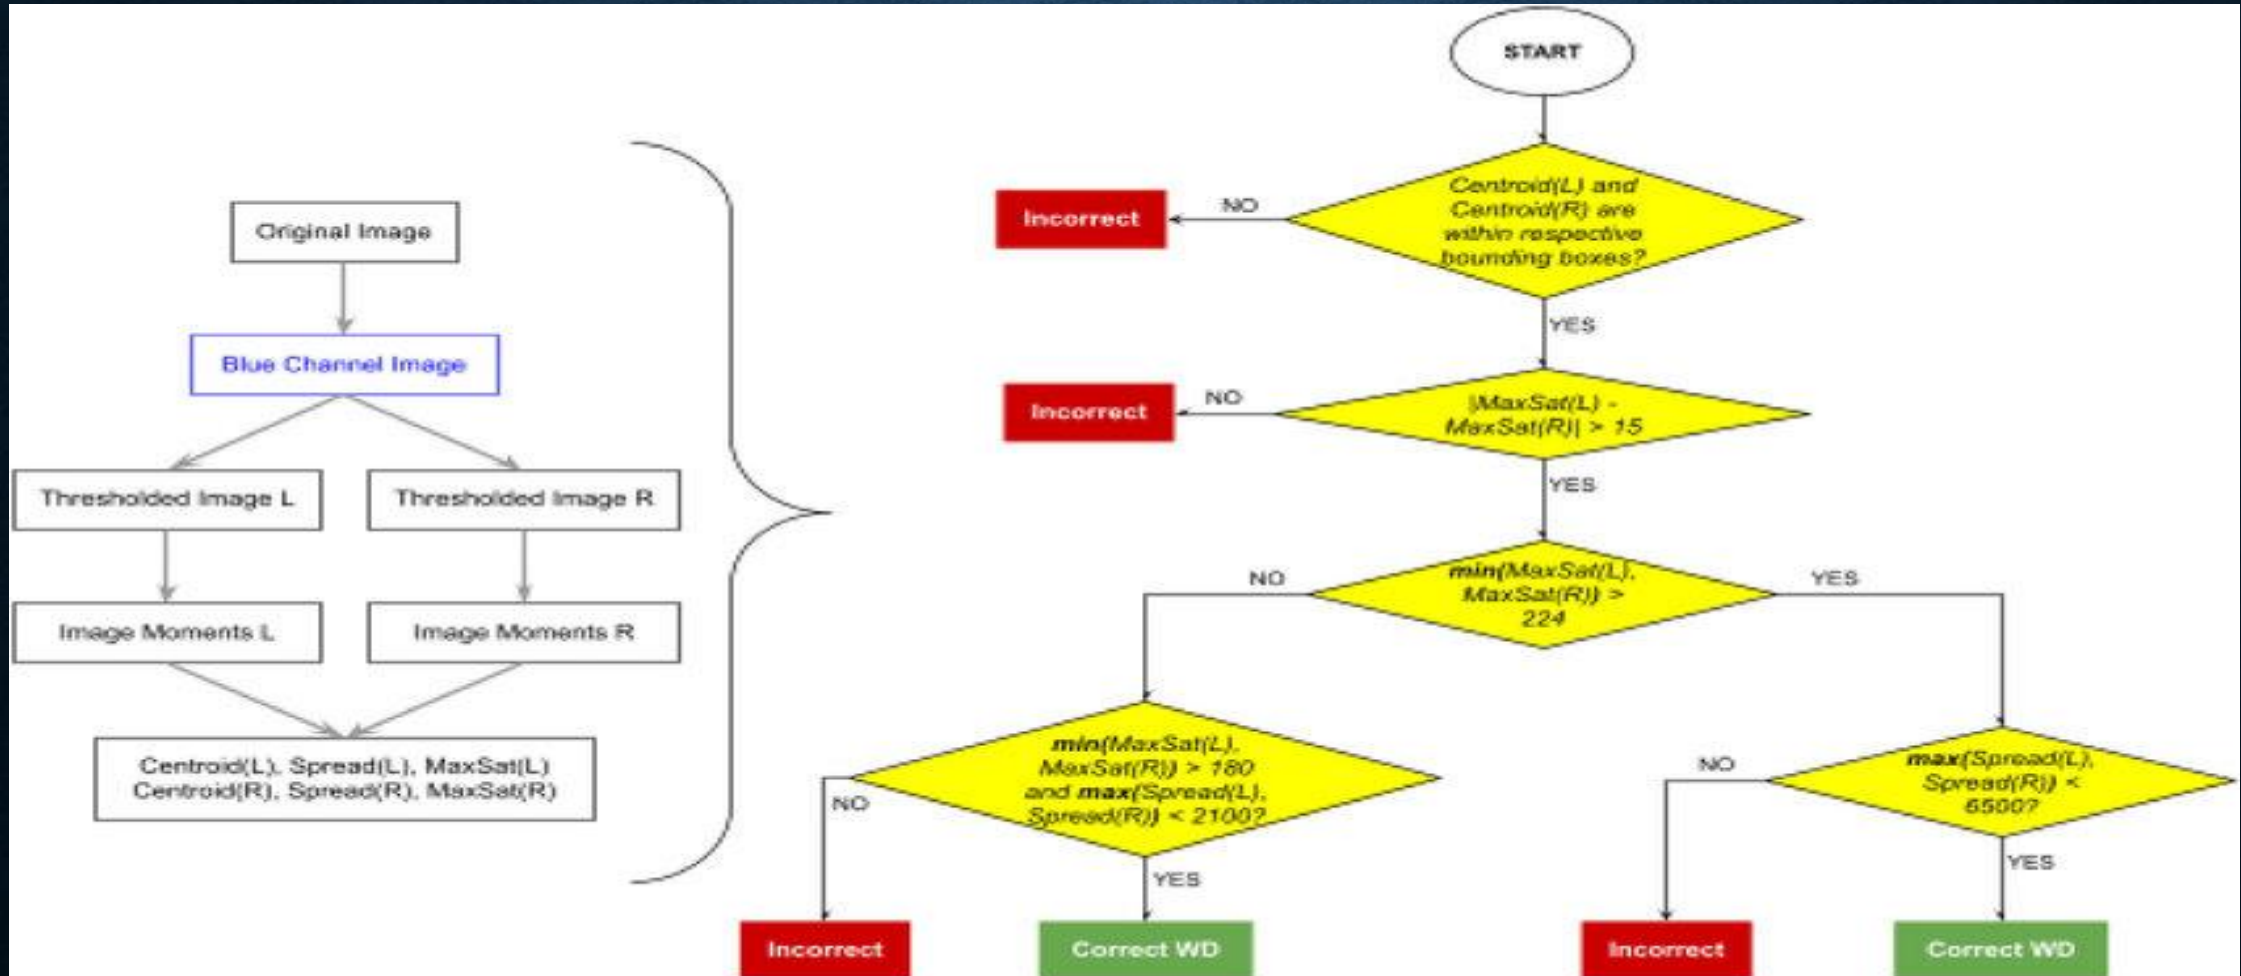 Original Image
Blue Channel Image
Thresholded Image L
Thresholded Image R
Image Moments L
Image Moments R
Centroid(L), Spread(L), MaxSat(L)
Centroid(R), Spread(R), MaxSat(R)
START
Centroid(L) and
Centroid(R) are
within respective
bounding boxes?
NO
Incorrect
YES
|MaxSat(L) -
MaxSat(R)| > 15
NO
Incorrect
YES
min(MaxSat(L),
MaxSat(R)) >
224
NO
YES
min(MaxSat(L),
MaxSat(R)) > 180
and max(Spread(L),
Spread(R)) < 2100?
NO
YES
Incorrect
Correct WD
max(Spread(L),
Spread(R)) <
6500?
NO
YES
Incorrect
Correct WD